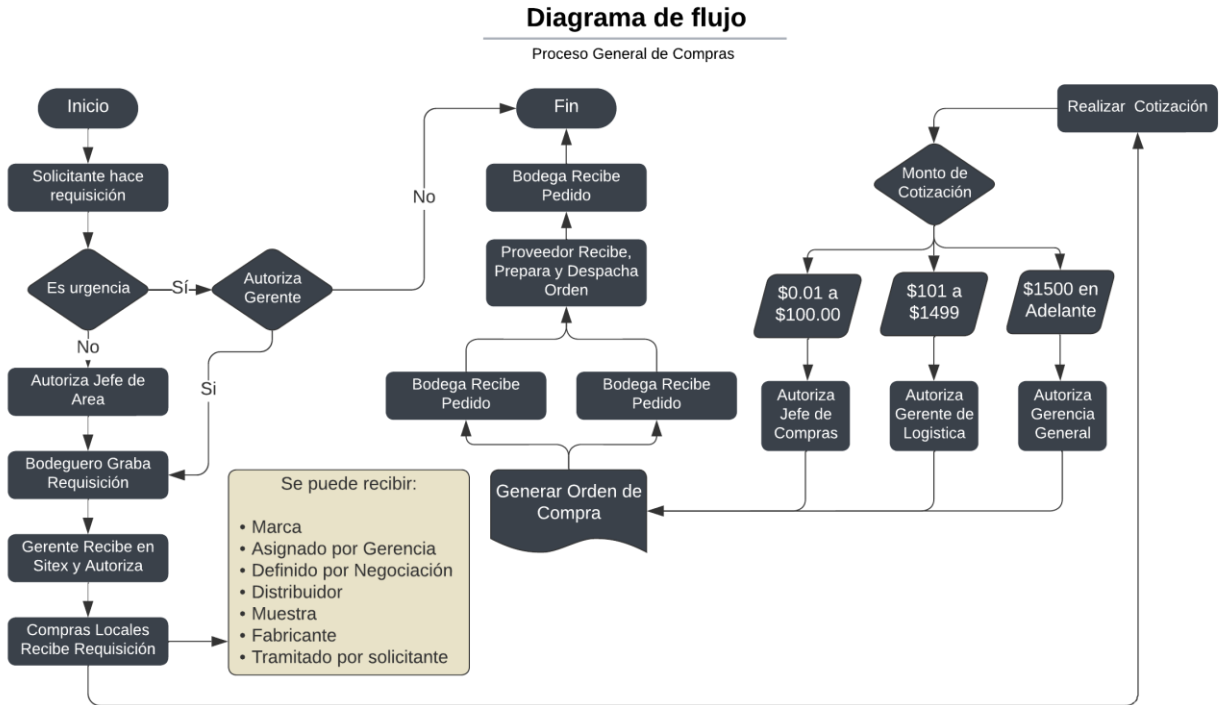 Diagrama de flujo
Proceso General de Compras
Inicio
Solicitante hace
requisición
Es urgencia
Sí
Autoriza
Gerente
No
No
Si
Autoriza Jefe de
Area
Bodeguero Graba
Requisición
Gerente Recibe en
Sitex y Autoriza
Compras Locales
Recibe Requisición
Se puede recibir:
• Marca
• Asignado por Gerencia
• Definido por Negociación
• Distribuidor
• Muestra
• Fabricante
• Tramitado por solicitante
Fin
Bodega Recibe
Pedido
Proveedor Recibe,
Prepara y Despacha
Orden
Bodega Recibe
Pedido
Bodega Recibe
Pedido
Generar Orden de
Compra
Realizar Cotización
Monto de
Cotización
$0.01 a
$100.00
$101 a
$1499
$1500 en
Adelante
Autoriza
Jefe de
Compras
Autoriza
Gerente de
Logistica
Autoriza
Gerencia
General